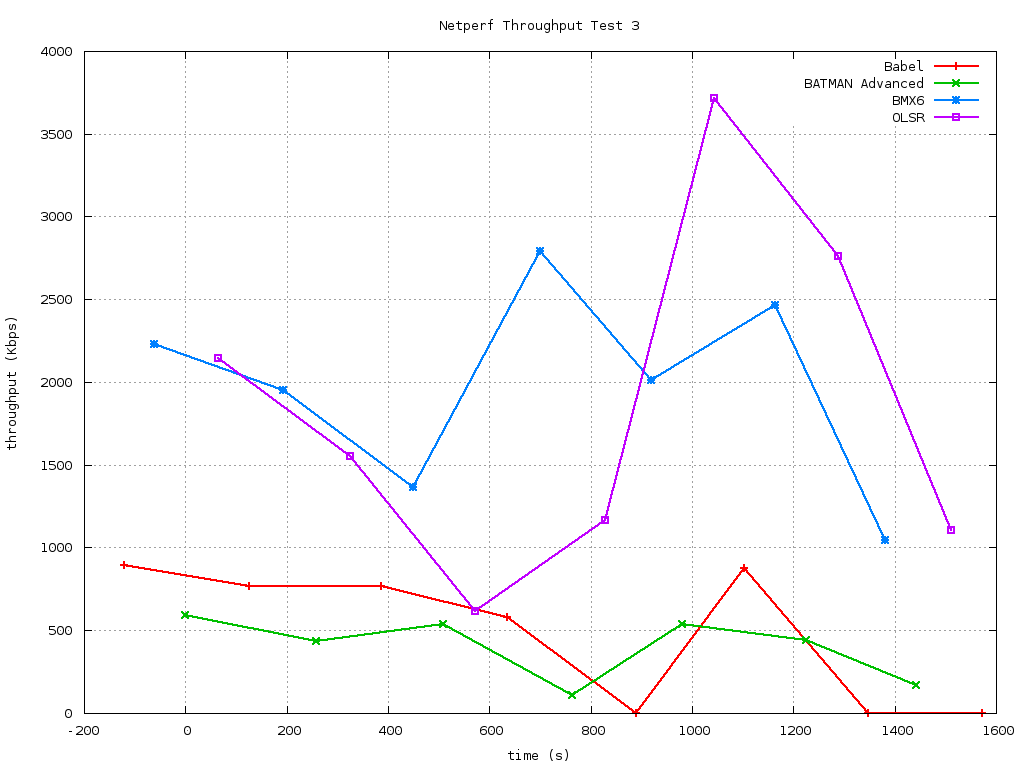 Netperf Throughput Test 3
4000
3500
3000
2500
2000
1500
1000
500
0
throughput (Kbps)
Babel
BATMAN Advanced
BMX6
OLSR
-200 0 200 400 600 800 1000 1200 1400 1600
time (s)